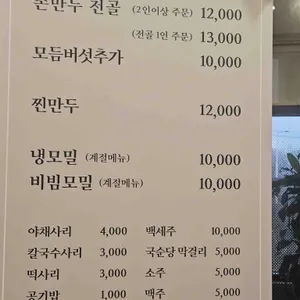 손만두 전골 (2인이상 주문) 12,000
(전골 1인 주문) 13,000
모듬버섯추가 10,000
찐만두 12,000
냉모밀 (계절메뉴) 10,000
비빔모밀 (계절메뉴) 10,000
야채사리 4,000 백세주 10,000
칼국수사리 3,000 국순당 막걸리 5,000
떡사리 3,000 소주 5,000
공기밥 1,000 맥주 5,000